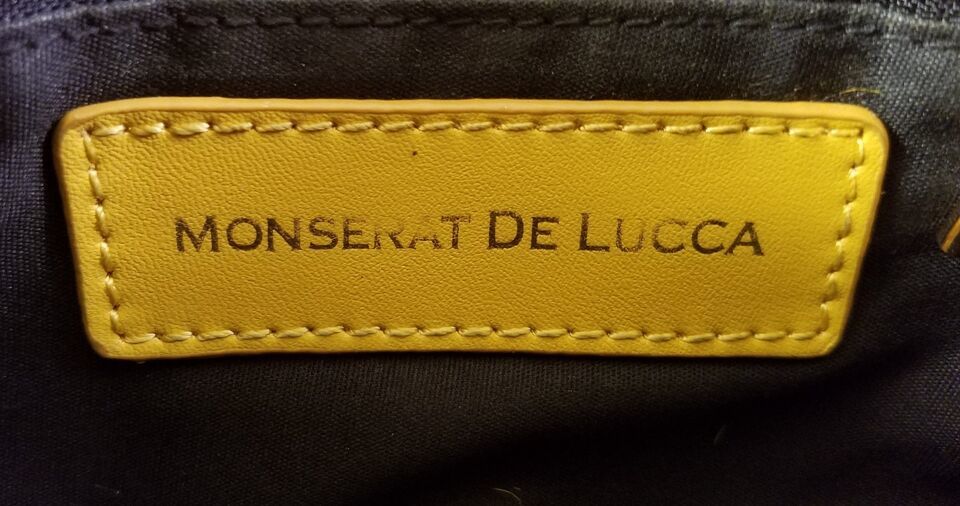 MONSERAT DE LUCCA